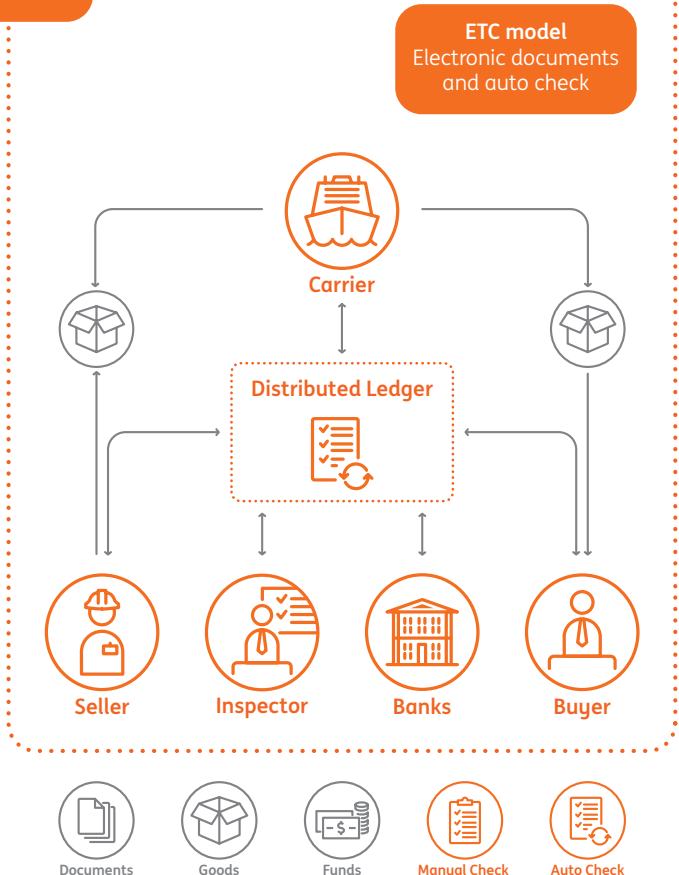 ETC model
Electronic documents
and auto check
Carrier
Distributed Ledger
Seller
Inspector
Banks
Buyer
Documents
Goods
Funds
-$-
Manual Check
Auto Check